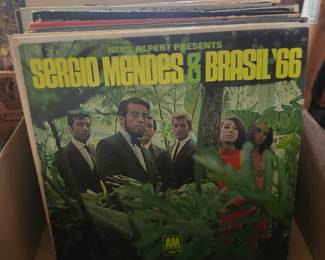 HERB ALPERT PRESENTS
SERGIO MENDES & BRASIL '66
A&M